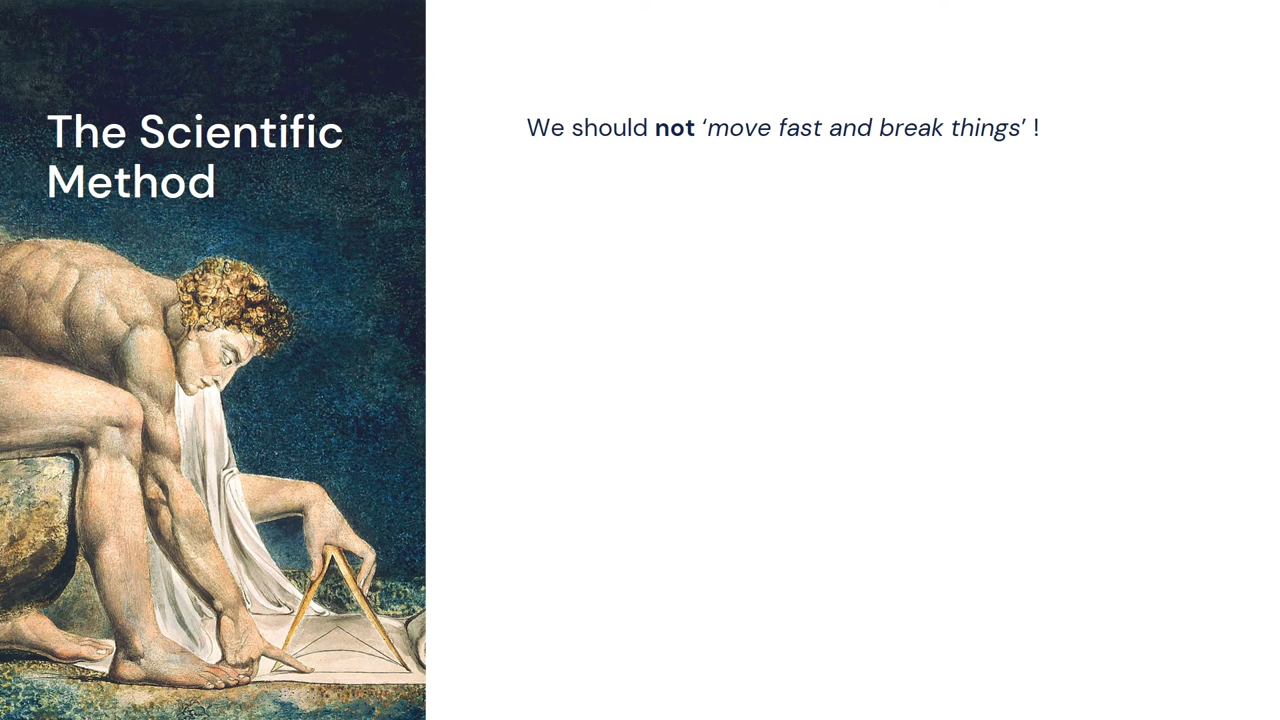 The Scientific
Method
We should not ‘move fast and break things’ !